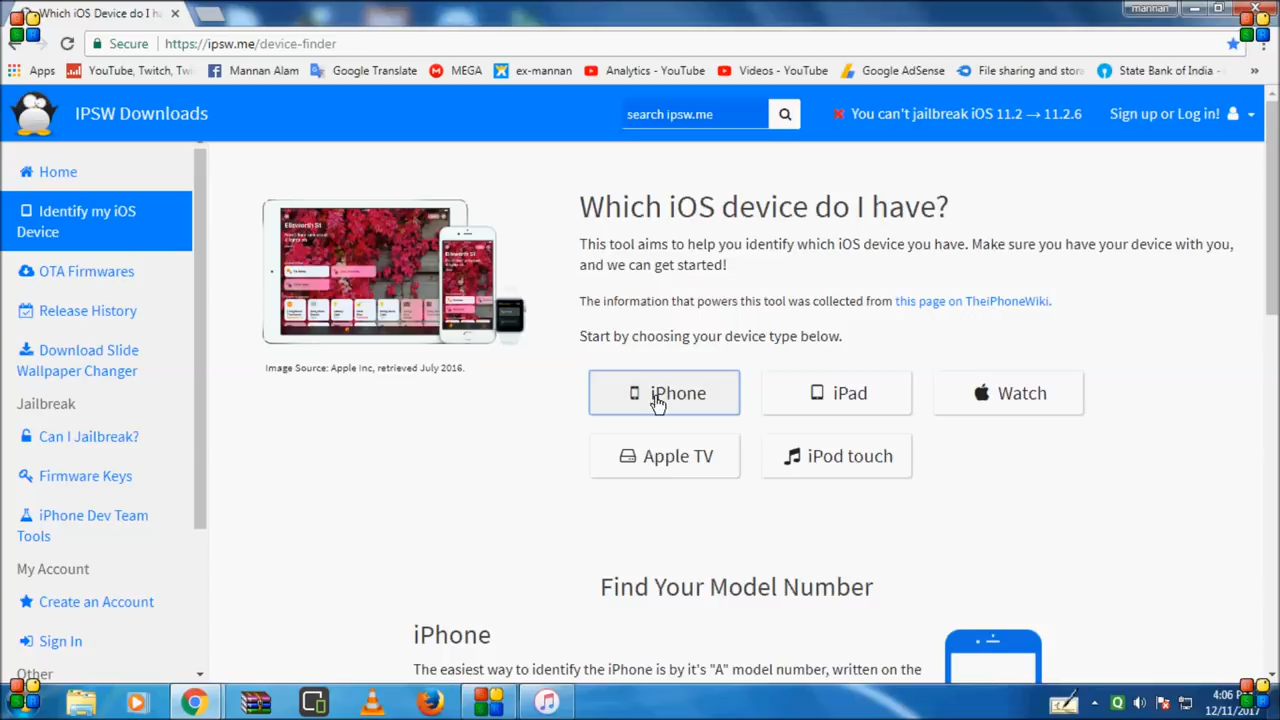 Which iOS Device do I ha
mannan
Secure
https://ipsw.me/device-finder
Apps
YouTube, Twitch, Twi
Mannan Alam
Google Translate
MEGA
ex-mannan
Analytics - YouTube
Videos - YouTube
Google AdSense
File sharing and stora
State Bank of India -
»
IPSW Downloads
search ipsw.me
You can't jailbreak iOS 11.2 → 11.2.6
Sign up or Log in!
Home
Identify my iOS
Device
OTA Firmwares
Release History
Download Slide
Wallpaper Changer
Jailbreak
Can I Jailbreak?
Firmware Keys
iPhone Dev Team
Tools
My Account
Create an Account
Sign In
Other
Ellsworth St
Image Source: Apple Inc, retrieved July 2016.
Which iOS device do I have?
This tool aims to help you identify which iOS device you have. Make sure you have your device with you,
and we can get started!
The information that powers this tool was collected from this page on TheiPhoneWiki.
Start by choosing your device type below.
iPhone
iPad
Watch
Apple TV
iPod touch
Find Your Model Number
iPhone
The easiest way to identify the iPhone is by it's "A" model number, written on the
4:06 PM
12/11/2017